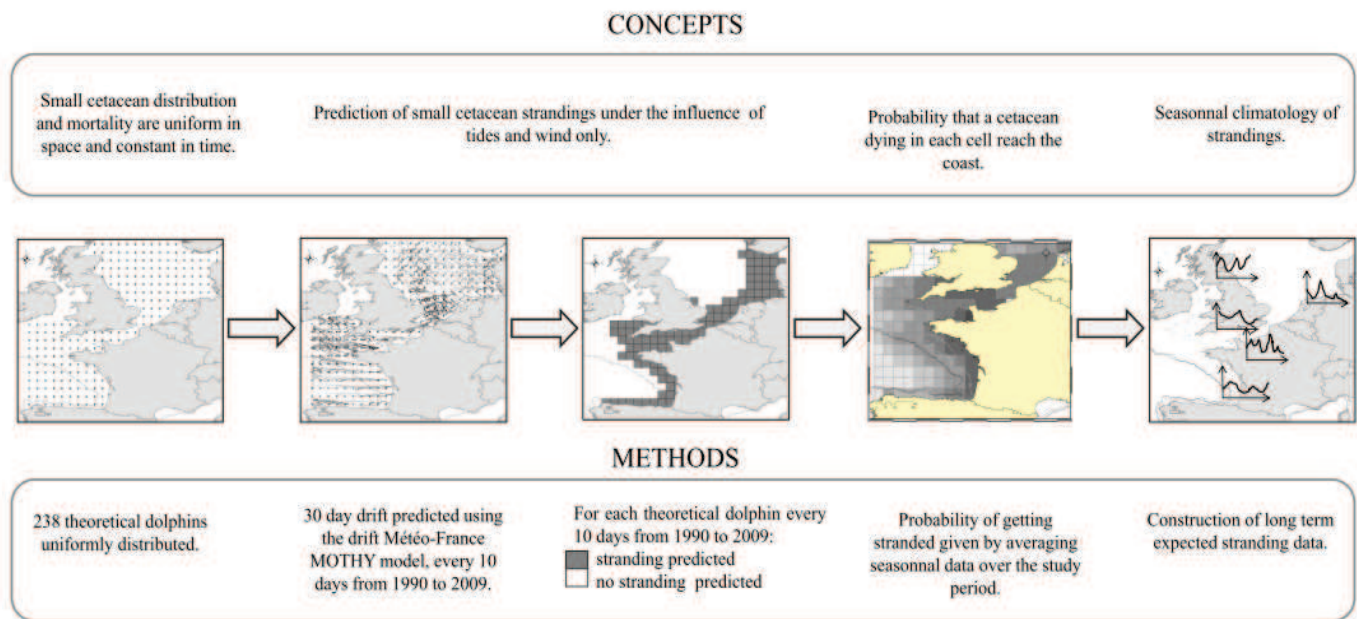 CONCEPTS
Small cetacean distribution
and mortality are uniform in
space and constant in time.
Prediction of small cetacean strandings under the influence of
tides and wind only.
Probability that a cetacean
dying in each cell reach the
coast.
Seasonnal climatology of
strandings.
METHODS
238 theoretical dolphins
uniformly distributed.
30 day drift predicted using
the drift Météo-France
MOTHY model, every 10
days from 1990 to 2009.
For each theoretical dolphin every
10 days from 1990 to 2009:
stranding predicted
no stranding predicted
Probability of getting
stranded given by averaging
seasonnal data over the study
period.
Construction of long term
expected stranding data.